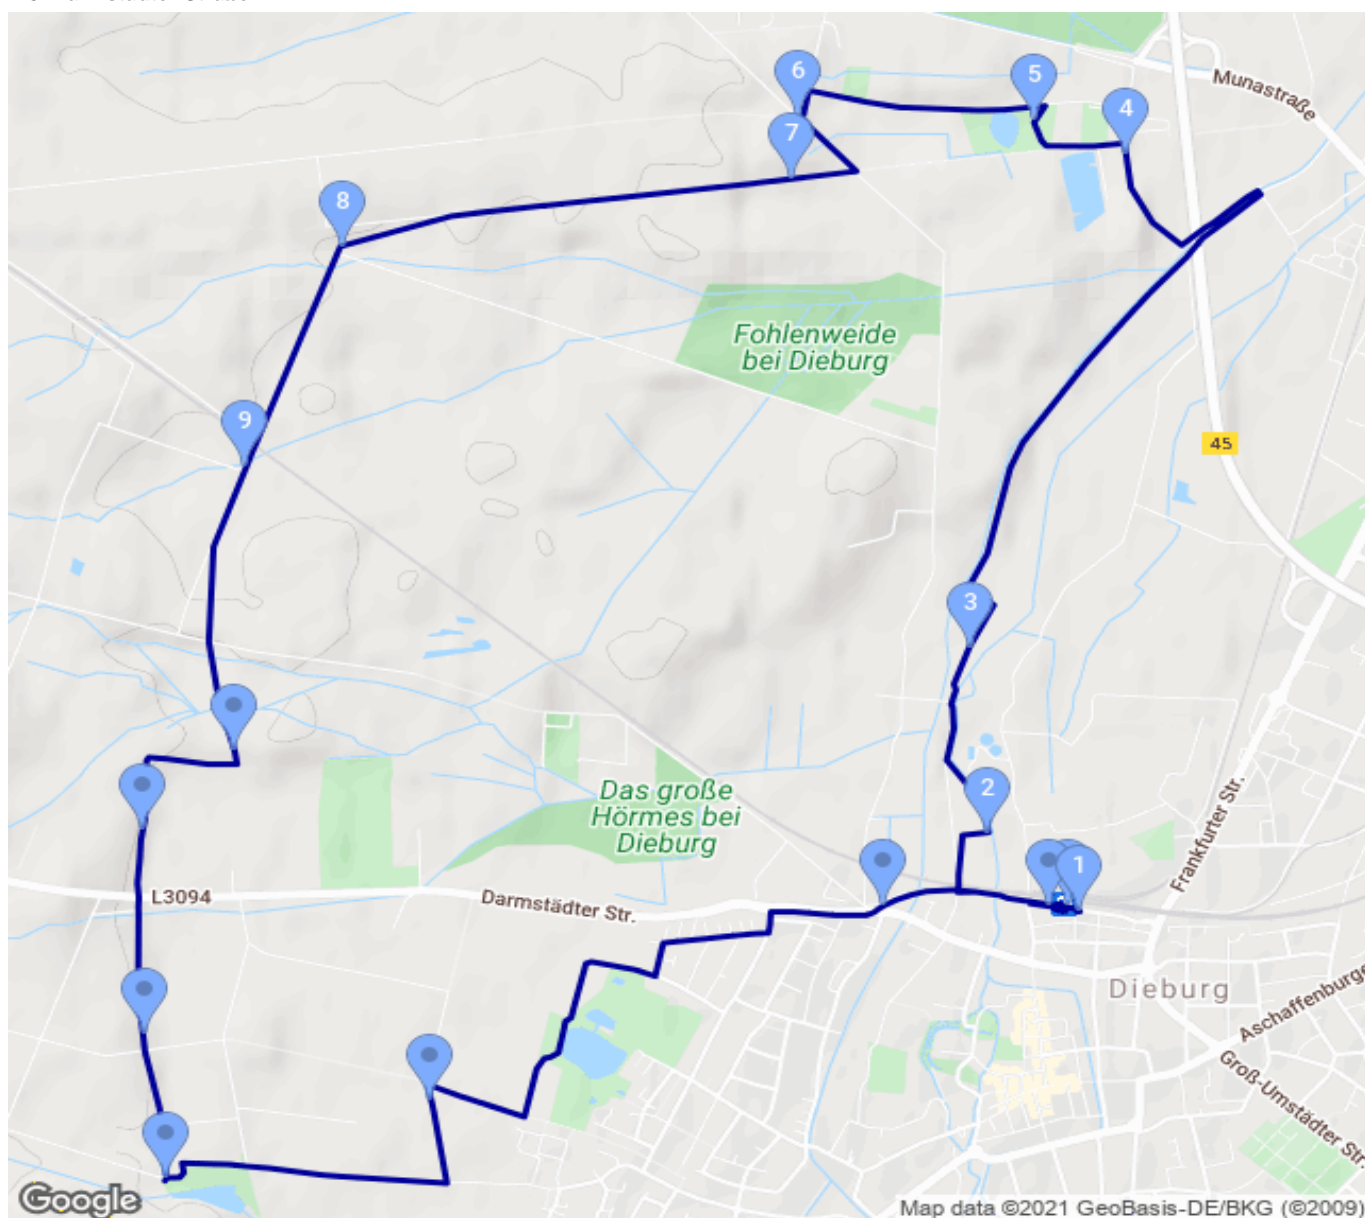 6
5
4
Munastraße
7
8
Fohlenweide
bei Dieburg
9
45
3
Das große
Hörmes bei
Dieburg
2
Frankfurter Str.
1
L3094
Darmstädter Str.
Dieburg
Aschaffenburge
Groß-Umstädter Str.
Google
Map data ©2021 GeoBasis-DE/BKG (©2009)